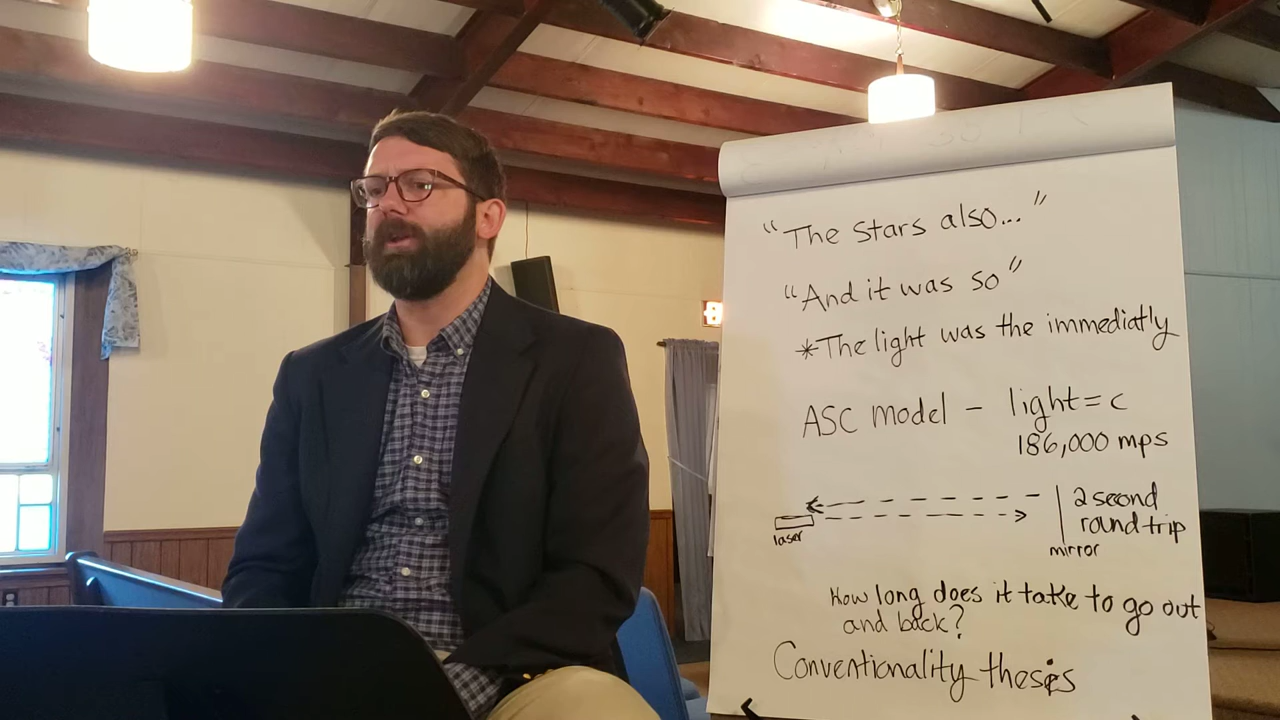 "The stars also..."
"And it was so"
*The light was the immediatly
ASC model - light = c
186,000 mps
2 second
round trip
laser
mirror
How long does it take to go out
and back?
Conventionality thesis